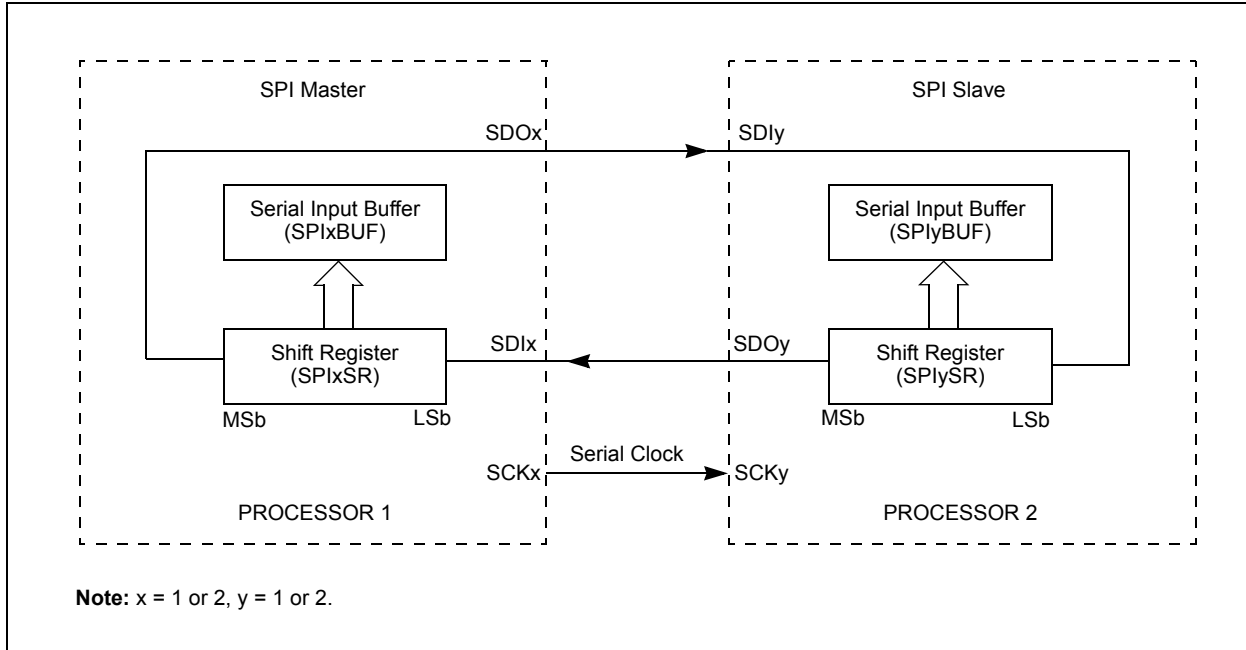 SPI Master
SPI Slave
SDOx
SDIy
Serial Input Buffer
(SPIxBUF)
Serial Input Buffer
(SPIyBUF)
Shift Register
(SPIxSR)
SDIx
SDOy
Shift Register
(SPIySR)
MSb
LSb
MSb
LSb
Serial Clock
SCKx
SCKy
PROCESSOR 1
PROCESSOR 2
Note: x = 1 or 2, y = 1 or 2.